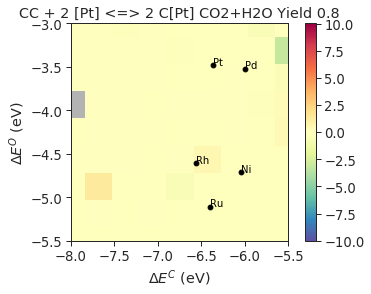 CC + 2 [Pt] <=> 2 C[Pt] CO2+H2O Yield 0.8
−3.0
−3.5
−4.0
−4.5
−5.0
−5.5
ΔE^O (eV)
Pt
Pd
Rh
Ni
Ru
−8.0 −7.5 −7.0 −6.5 −6.0 −5.5
ΔE^C (eV)
10.0
7.5
5.0
2.5
0.0
−2.5
−5.0
−7.5
−10.0